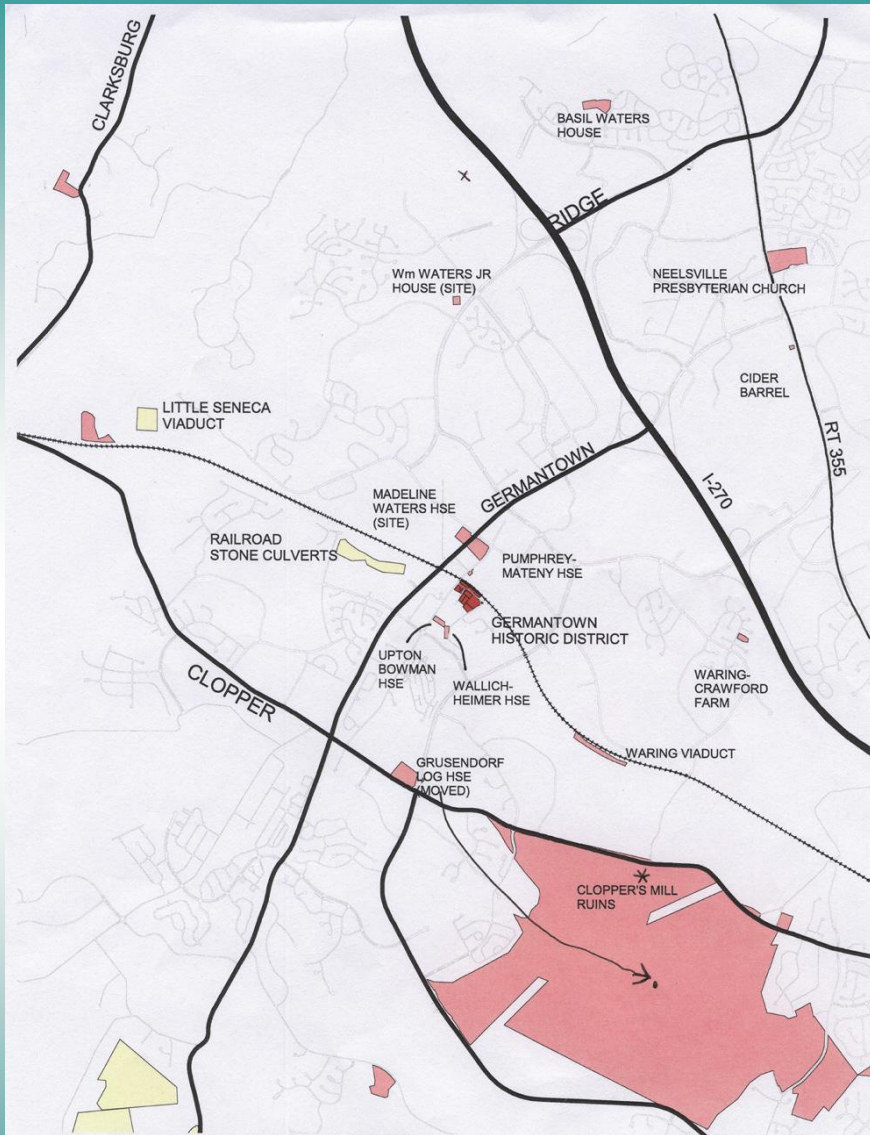 CLARKSBURG
BASIL WATERS
HOUSE
RIDGE
Wm WATERS JR
HOUSE (SITE)
NEELSVILLE
PRESBYTERIAN CHURCH
CIDER
BARREL
RT 355
LITTLE SENECA
VIADUCT
GERMANTOWN
I-270
MADELINE
WATERS HSE
(SITE)
RAILROAD
STONE CULVERTS
PUMPHREY-
MATENY HSE
GERMANTOWN
HISTORIC DISTRICT
UPTON
BOWMAN
HSE
WALLICH-
HEIMER HSE
WARING-
CRAWFORD
FARM
CLOPPER
WARING VIADUCT
GRUSENDORF
LOG HSE
(MOVED)
CLOPPER'S MILL
RUINS